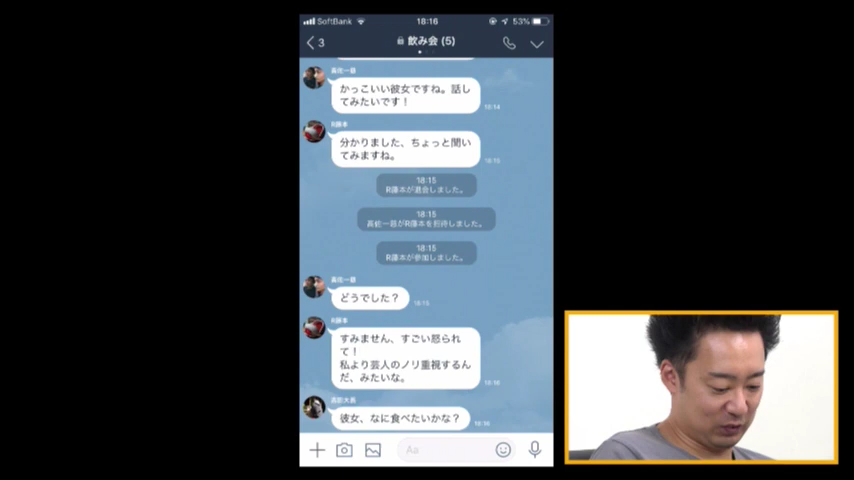 SoftBank 18:16 53%
3 飲み会 (5)
かっこいい彼女ですね。話し
てみたいです！
18:14
R藤本
分かりました、ちょっと聞い
てみますね。
18:15
18:15
R藤本が退会しました。
18:15
長佐一雄がR藤本を招待しました。
18:15
R藤本が参加しました。
どうでした？
18:15
R藤本
すみません、すごい怒られ
て！
私より芸人のノリ重視するん
だ、みたいな。
18:16
彼女、なに食べたいかな？
18:16
Aa